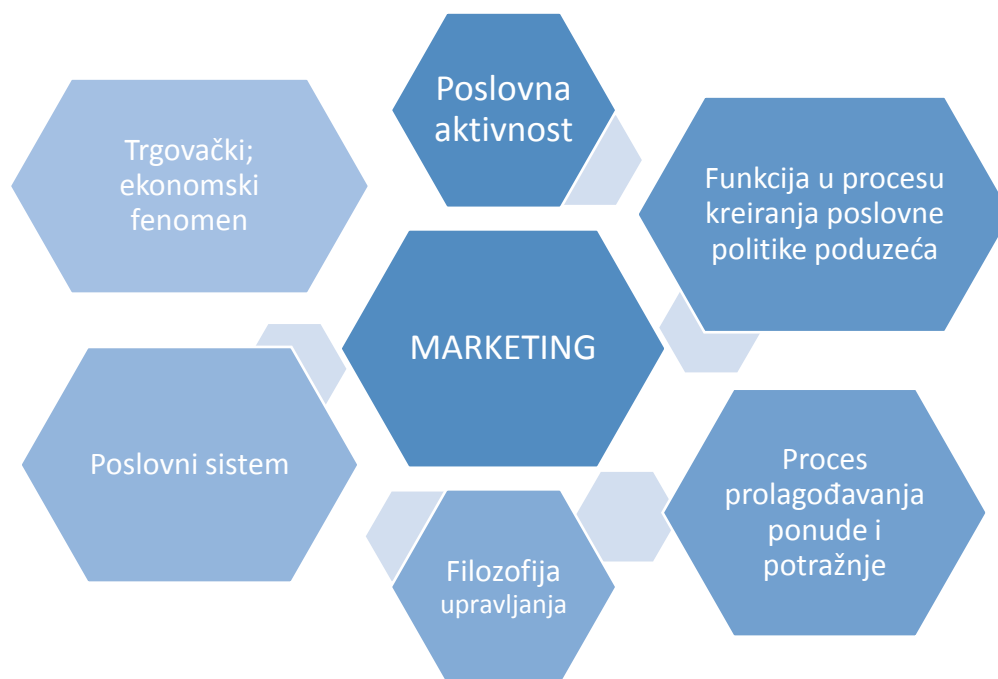 Poslovna
aktivnost
Trgovački;
ekonomski
fenomen
Funkcija u procesu
kreiranja poslovne
politike poduzeća
MARKETING
Poslovni sistem
Proces
prolagođavanja
ponude i
potražnje
Filozofija
upravljanja